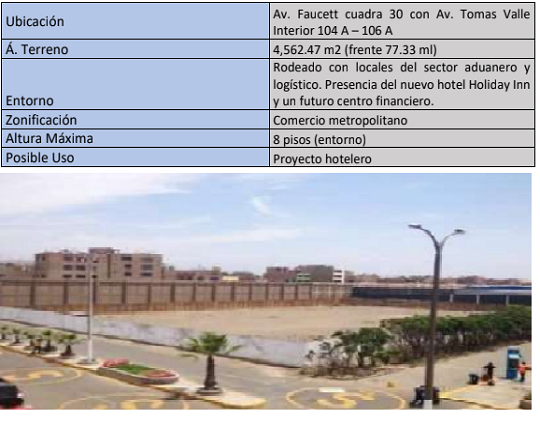 Ubicación
Av. Faucett cuadra 30 con Av. Tomas Valle
Interior 104 A – 106 A
Á. Terreno
4,562.47 m2 (frente 77.33 ml)
Entorno
Rodeado con locales del sector aduanero y
logístico. Presencia del nuevo hotel Holiday Inn
y un futuro centro financiero.
Zonificación
Comercio metropolitano
Altura Máxima
8 pisos (entorno)
Posible Uso
Proyecto hotelero